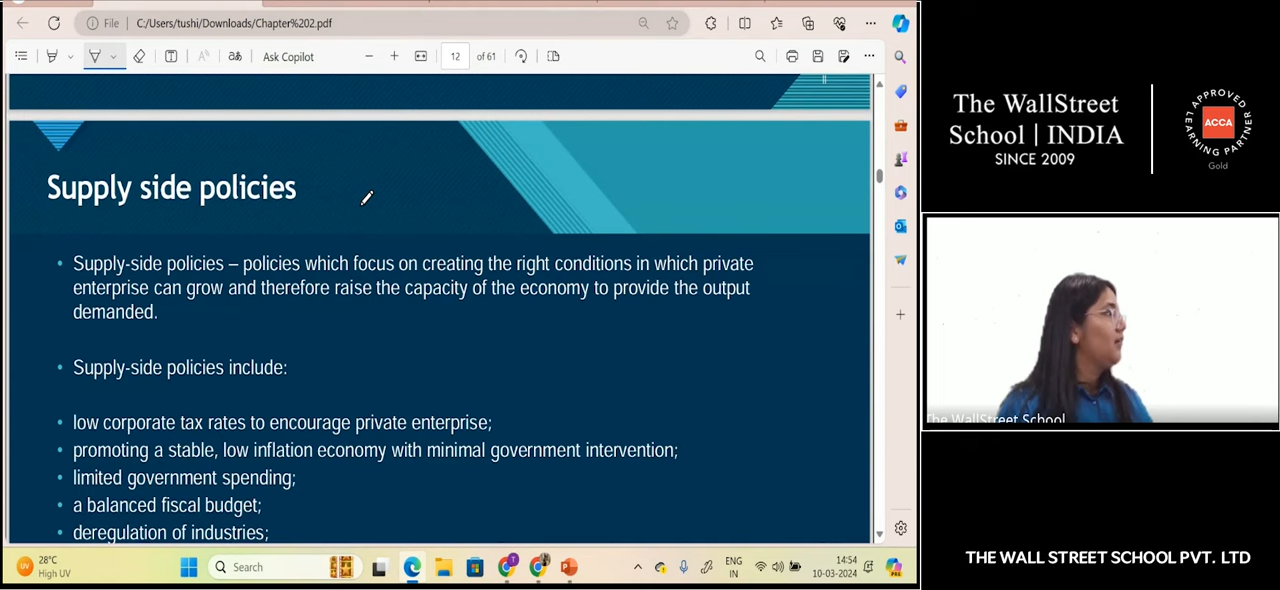 File
C:/Users/tushi/Downloads/Chapter%202.pdf
Ask Copilot
12 of 61
Supply side policies
• Supply-side policies – policies which focus on creating the right conditions in which private
enterprise can grow and therefore raise the capacity of the economy to provide the output
demanded.
• Supply-side policies include:
• low corporate tax rates to encourage private enterprise;
• promoting a stable, low inflation economy with minimal government intervention;
• limited government spending;
• a balanced fiscal budget;
• deregulation of industries;
28°C
High UV
Search
ENG
IN
14:54
10-03-2024
The WallStreet
School | INDIA
SINCE 2009
APPROVED
ACCA
LEARNING PARTNER
Gold
The WallStreet School
THE WALL STREET SCHOOL PVT. LTD